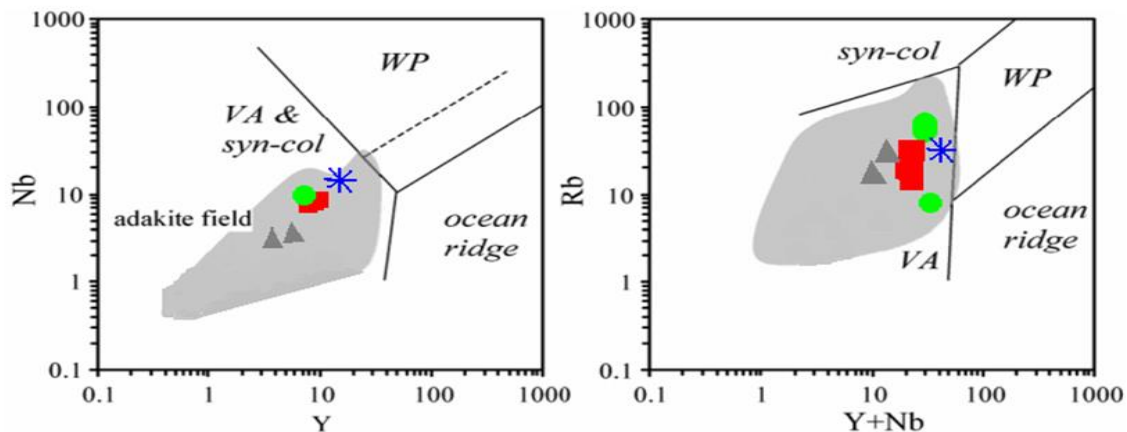 1000
100
10
1
0.1
Nb
WP
VA &
syn-col
adakite field
ocean
ridge
0.1
1
10
100
1000
Y
1000
100
10
1
0.1
Rb
syn-col
WP
ocean
ridge
VA
0.1
1
10
100
1000
Y+Nb